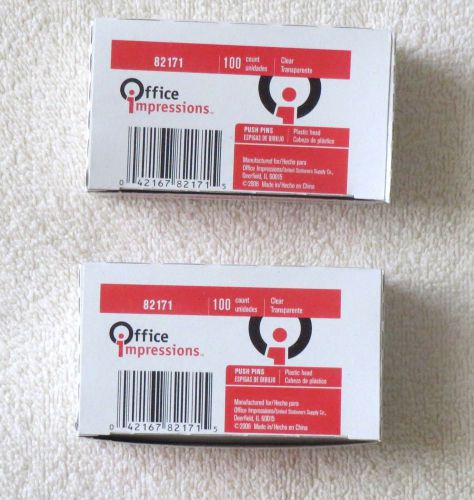 82171 100 count unidades Clear Transparente
Office
impressions™
PUSH PINS Plastic head
ESPIGAS DE DIBUJO Cabeza de plástico
Manufactured for/Hecho para
Office Impressions/United Stationers Supply Co.,
Deerfield, IL 60015
©2008 Made in/Hecho en China
0 42167 82171 5
82171 100 count unidades Clear Transparente
Office
impressions™
PUSH PINS Plastic head
ESPIGAS DE DIBUJO Cabeza de plástico
Manufactured for/Hecho para
Office Impressions/United Stationers Supply Co.,
Deerfield, IL 60015
©2008 Made in/Hecho en China
0 42167 82171 5